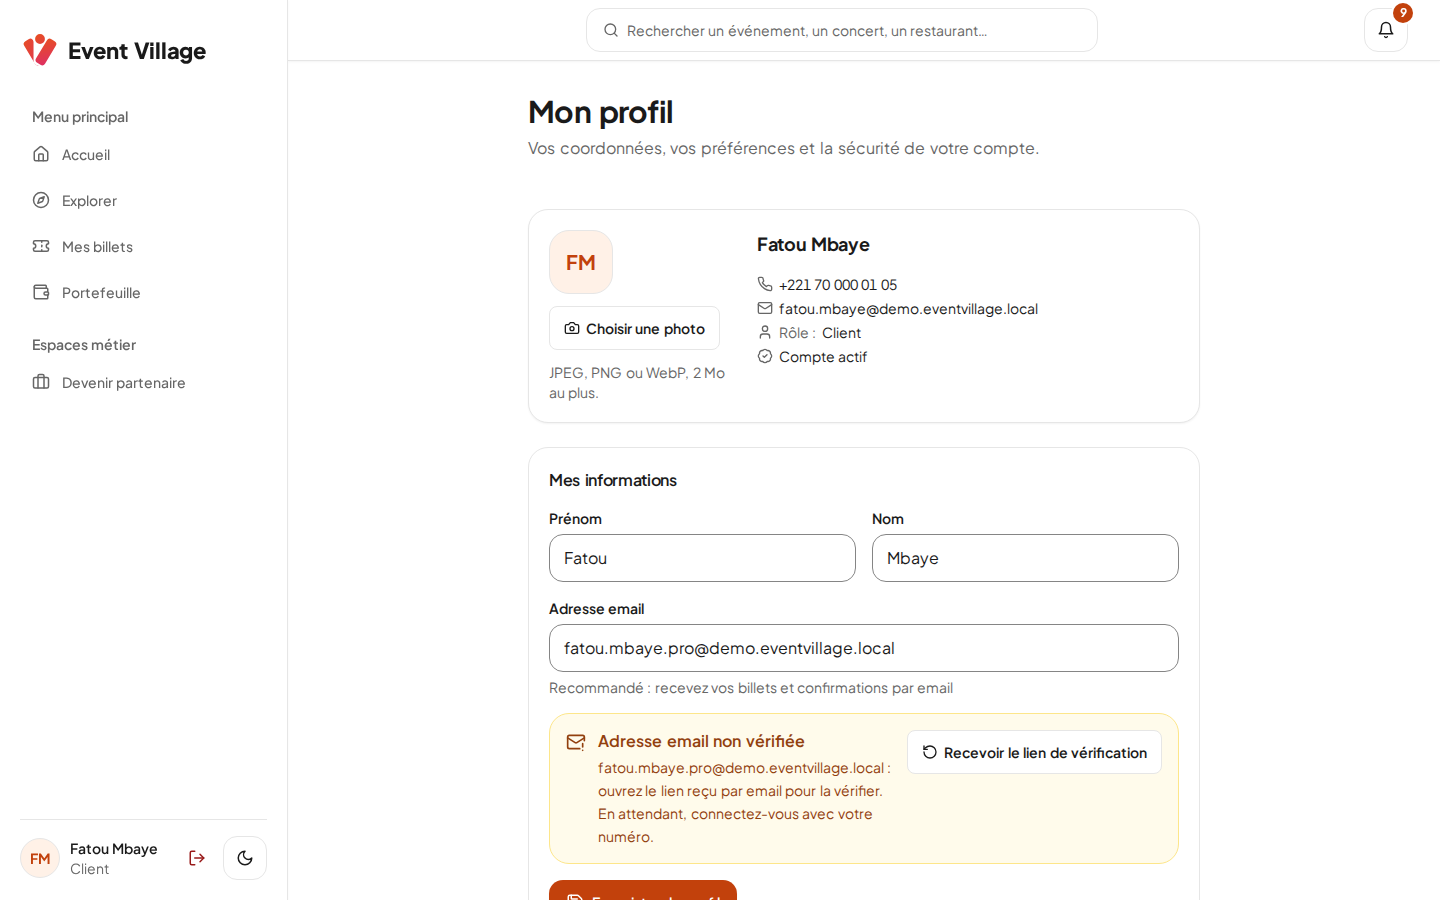 Event Village
Rechercher un événement, un concert, un restaurant...
9
Menu principal
Accueil
Explorer
Mes billets
Portefeuille
Espaces métier
Devenir partenaire
FM
Fatou Mbaye
Client
Mon profil
Vos coordonnées, vos préférences et la sécurité de votre compte.
FM
Choisir une photo
JPEG, PNG ou WebP, 2 Mo
au plus.
Fatou Mbaye
+221 70 000 01 05
fatou.mbaye@demo.eventvillage.local
Rôle : Client
Compte actif
Mes informations
Prénom
Nom
Fatou
Mbaye
Adresse email
fatou.mbaye.pro@demo.eventvillage.local
Recommandé : recevez vos billets et confirmations par email
Adresse email non vérifiée
fatou.mbaye.pro@demo.eventvillage.local :
ouvrez le lien reçu par email pour la vérifier.
En attendant, connectez-vous avec votre
numéro.
Recevoir le lien de vérification